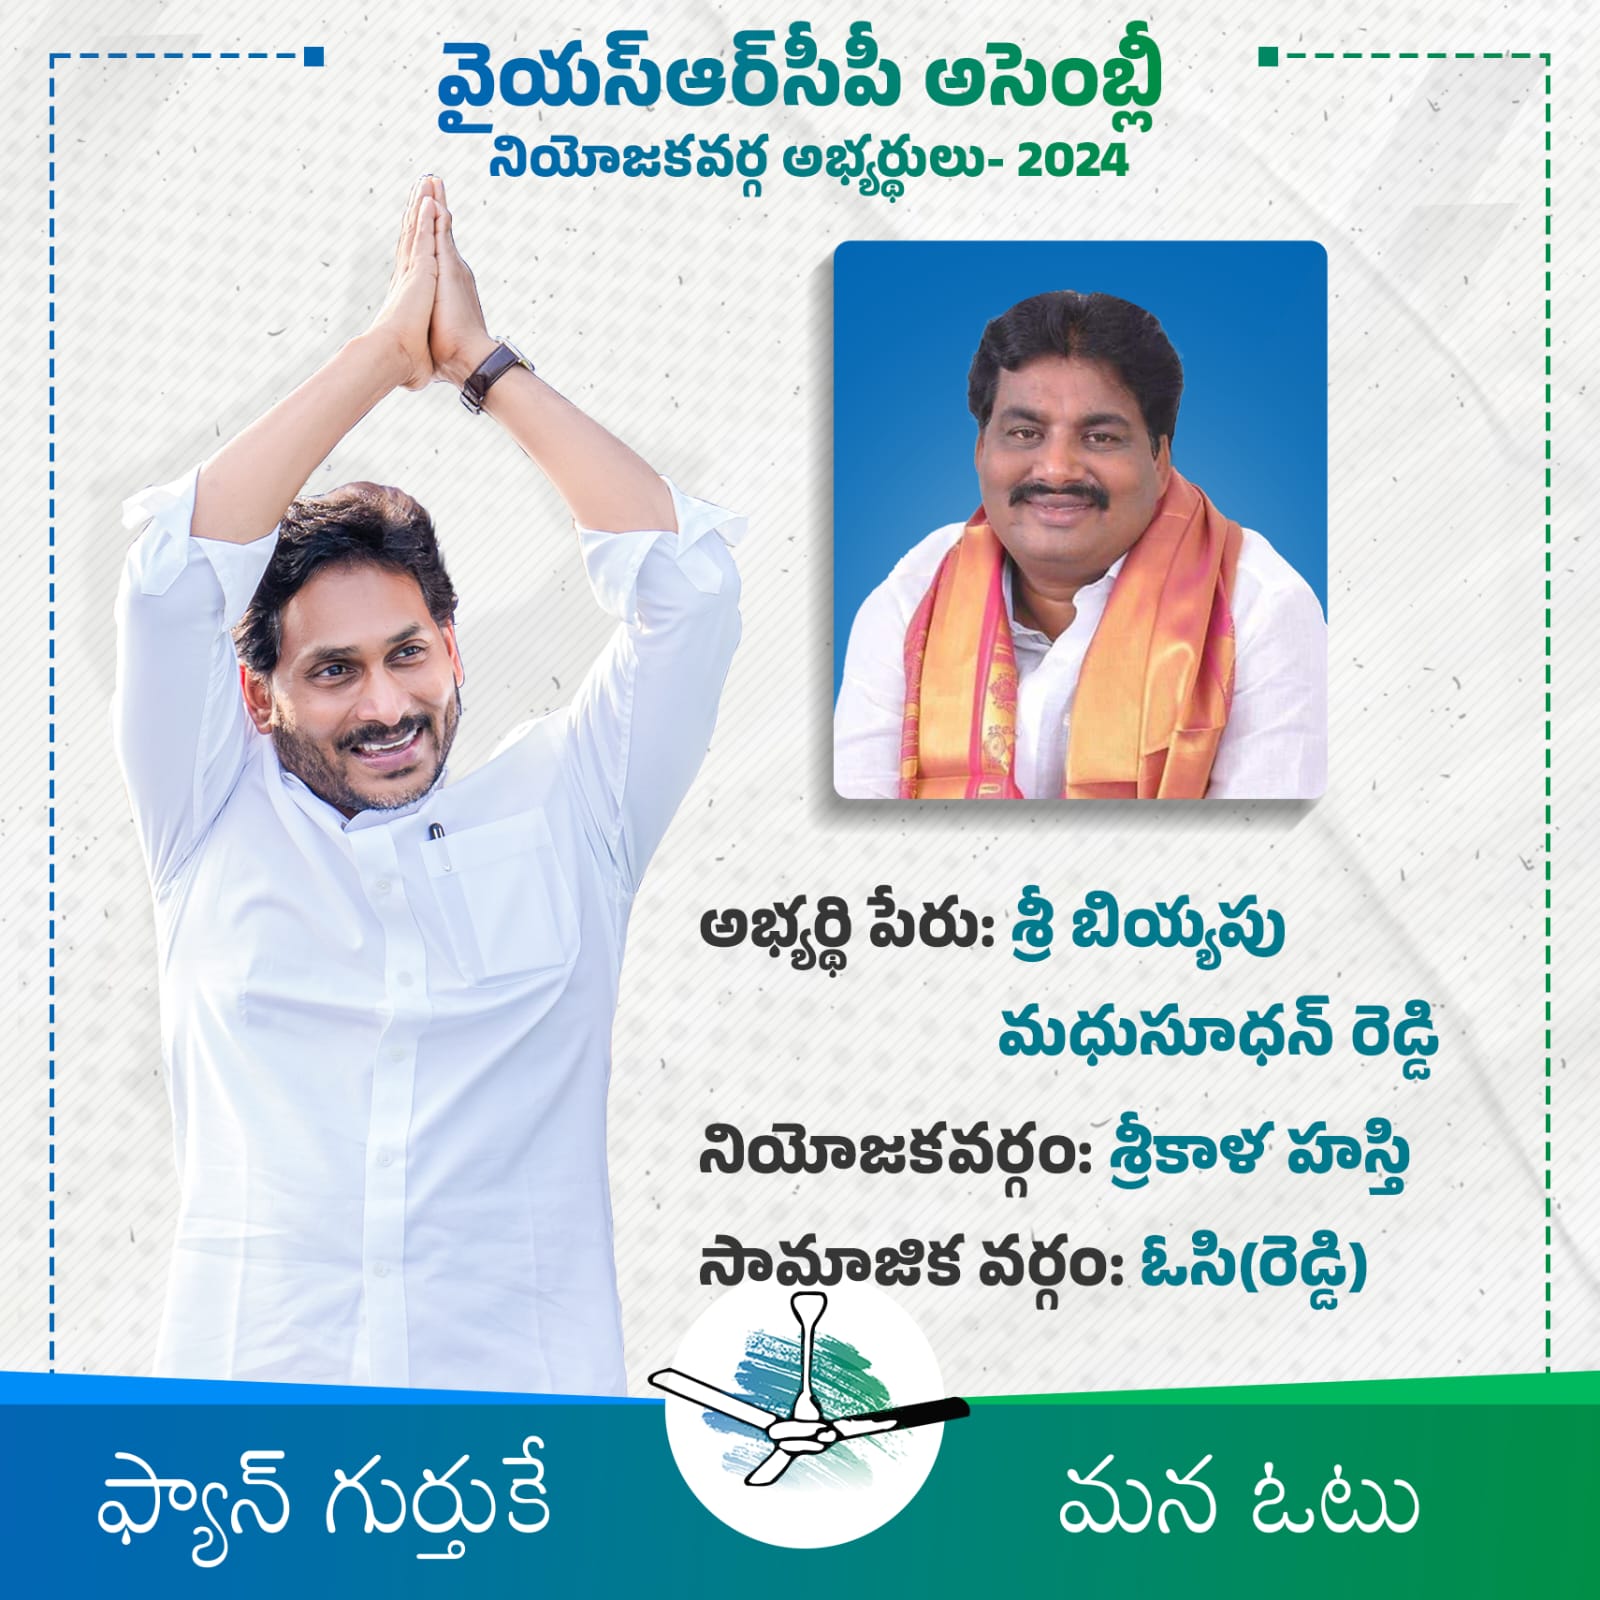 వైయస్ఆర్‌సీపీ అసెంబ్లీ
నియోజకవర్గ అభ్యర్థులు- 2024
అభ్యర్థి పేరు: శ్రీ బియ్యపు
మధుసూధన్ రెడ్డి
నియోజకవర్గం: శ్రీకాళ హస్తి
సామాజిక వర్గం: ఓసి(రెడ్డి)
ఫ్యాన్ గుర్తుకే
మన ఓటు